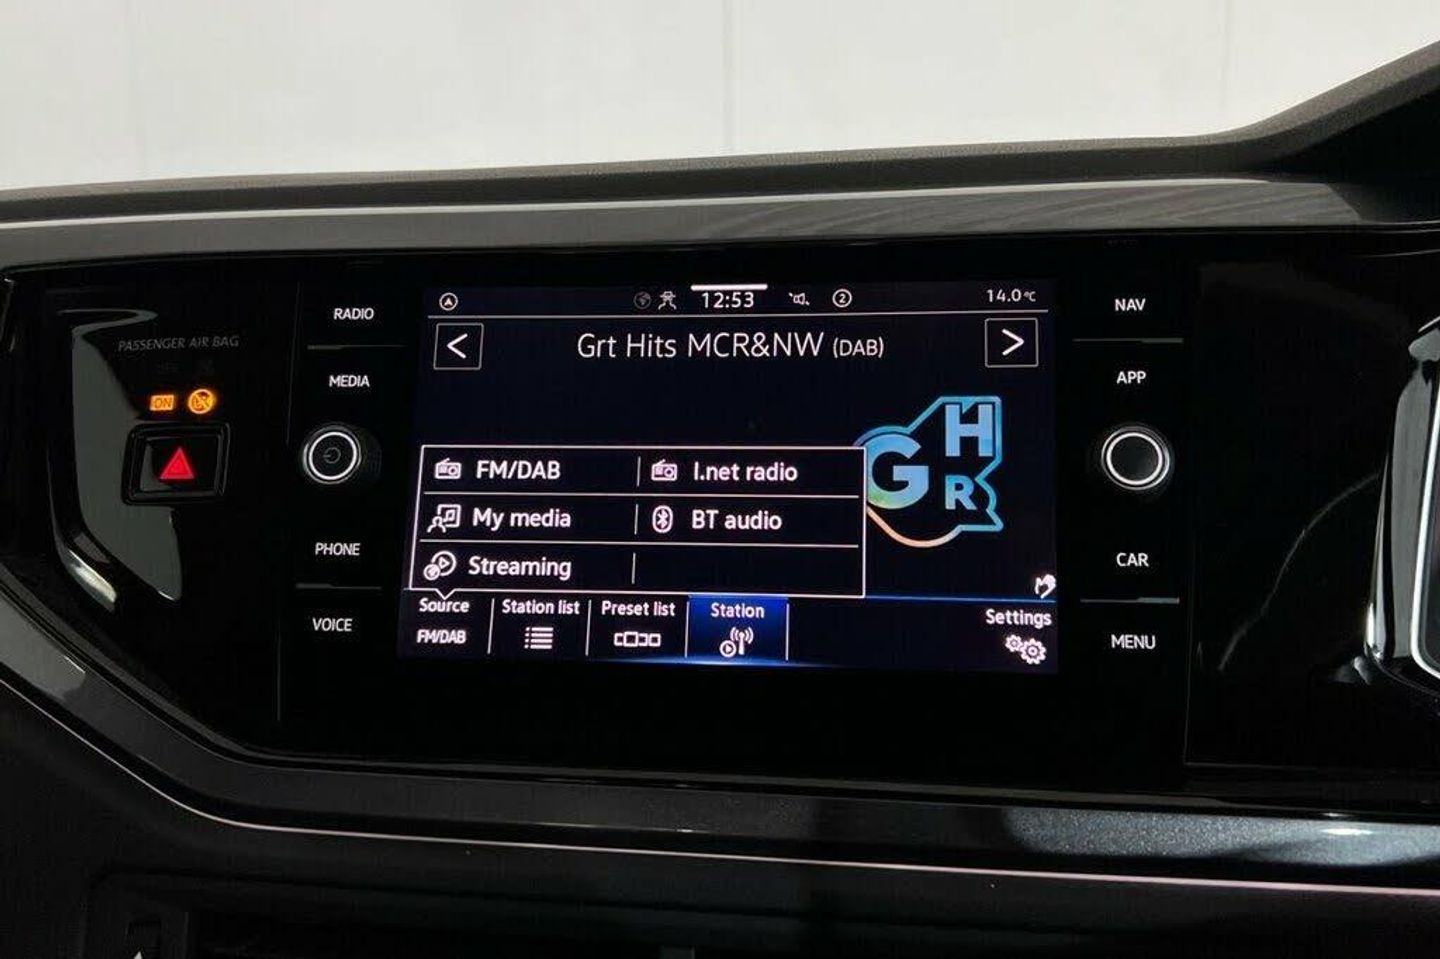 RADIO
MEDIA
PHONE
VOICE
PASSENGER AIR BAG
ON
12:53
2
14.0°C
< Grt Hits MCR&NW (DAB) >
GHR
FM/DAB
I.net radio
My media
BT audio
Streaming
Source
FM/DAB
Station list
Preset list
Station
Settings
NAV
APP
CAR
MENU